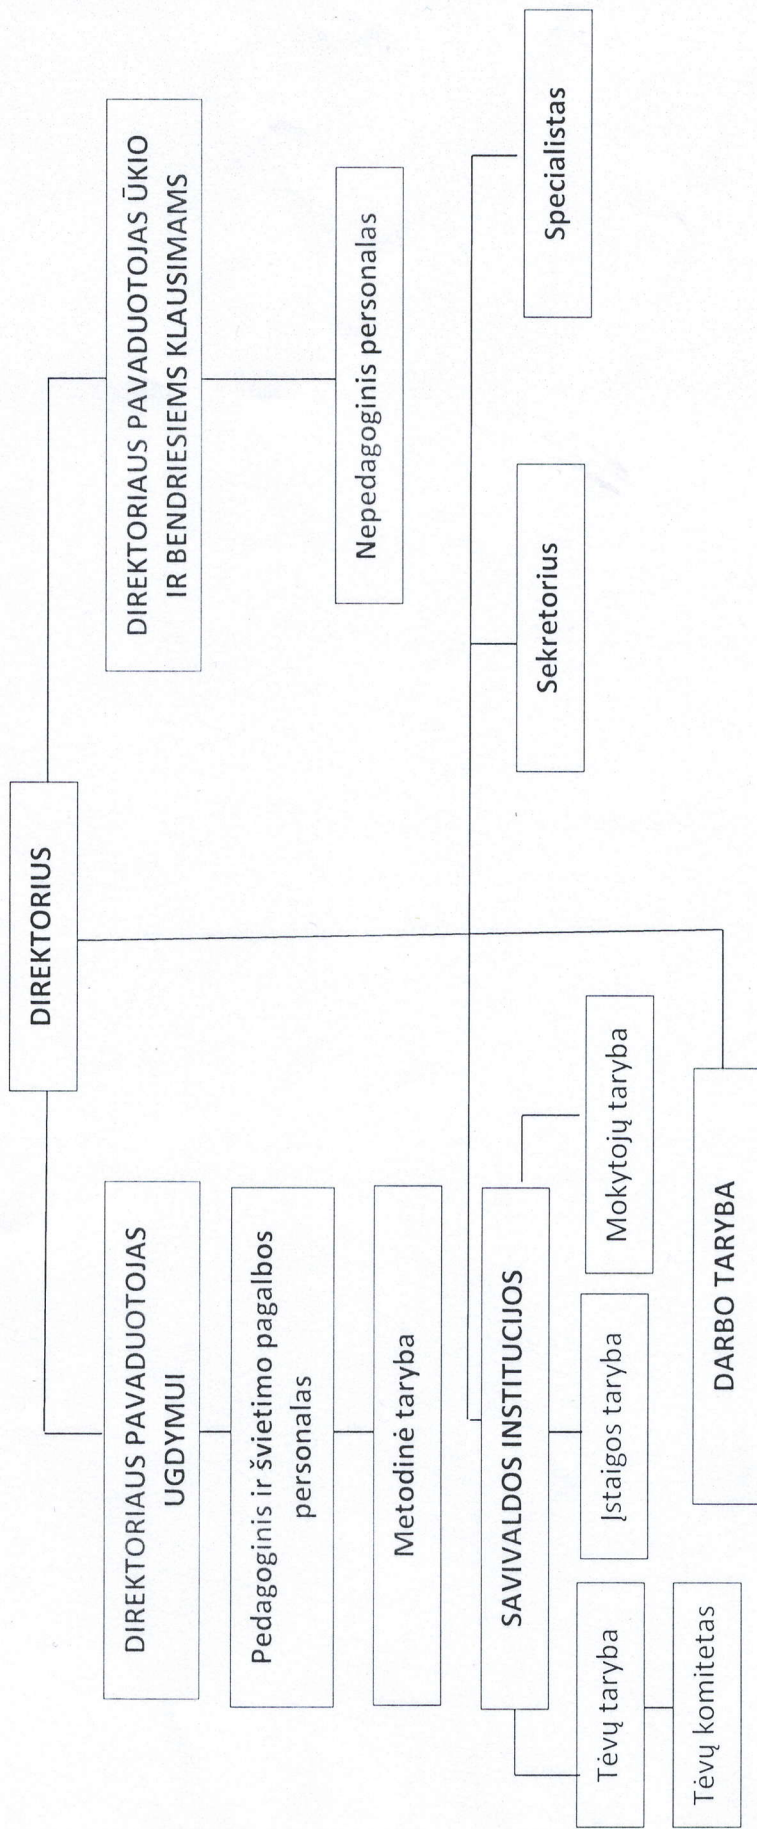 DIREKTORIUS
DIREKTORIAUS PAVADUOTOJAS
UGDYMUI
DIREKTORIAUS PAVADUOTOJAS ŪKIO
IR BENDRIESIEMS KLAUSIMAMS
Pedagoginis ir švietimo pagalbos
personalas
Nepedagoginis personalas
Metodinė taryba
SAVIVALDOS INSTITUCIJOS
Sekretorius
Specialistas
Tėvų taryba
Įstaigos taryba
Mokytojų taryba
Tėvų komitetas
DARBO TARYBA